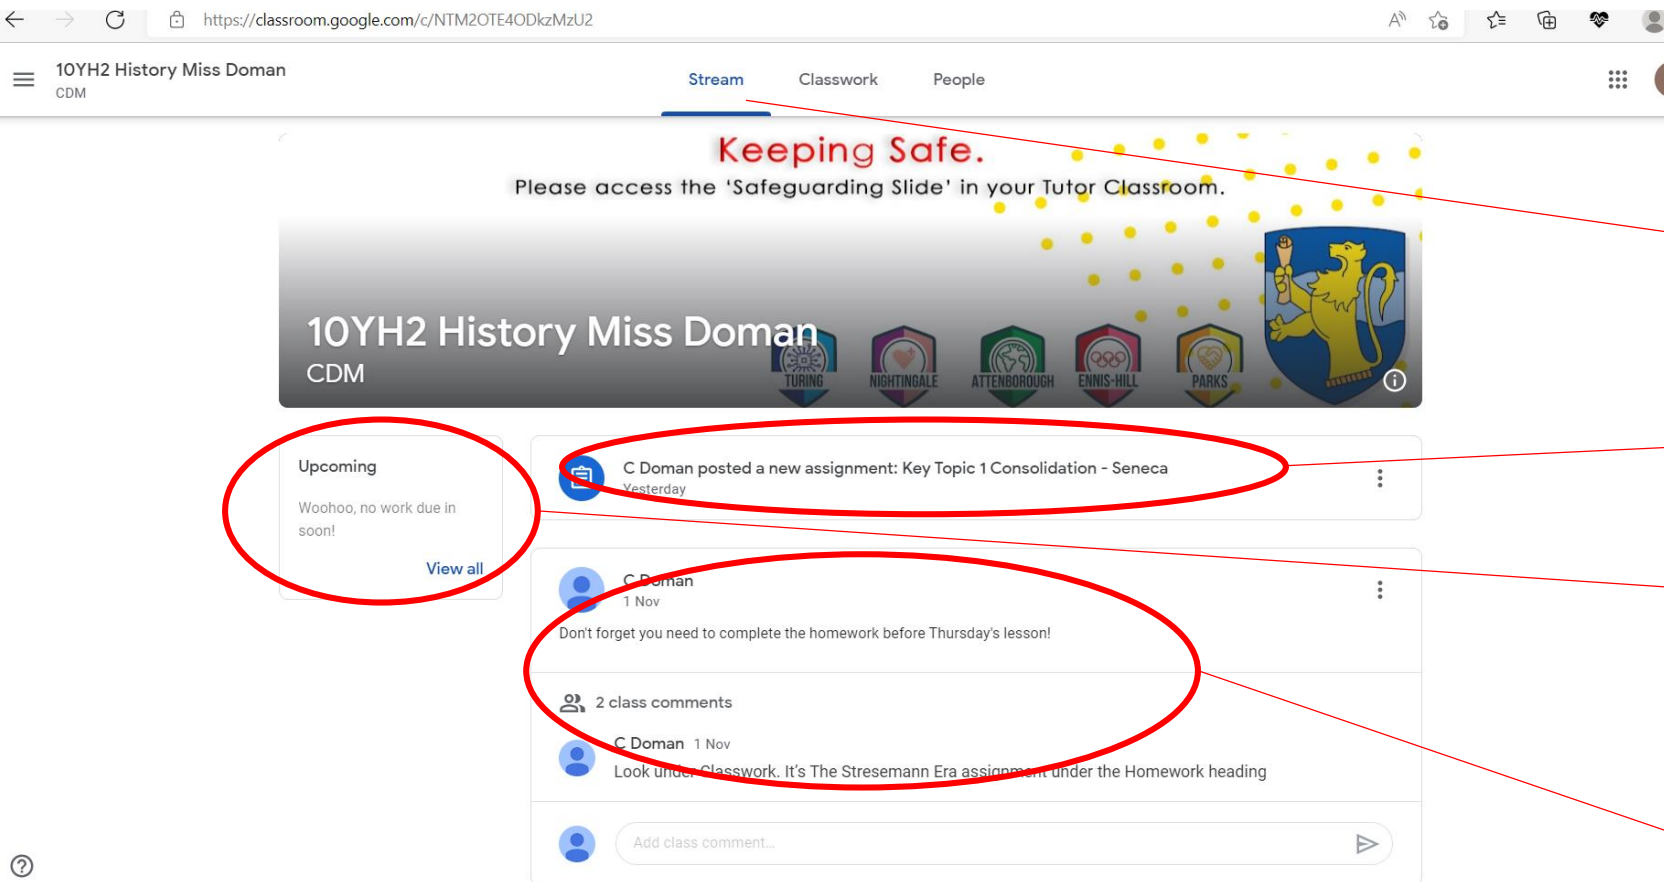 https://classroom.google.com/c/NTM2OTE4ODkzMzU2
10YH2 History Miss Doman
CDM
Stream
Classwork
People
Keeping Safe.
Please access the 'Safeguarding Slide' in your Tutor Classroom.
10YH2 History Miss Doman
CDM
TURING
NIGHTINGALE
ATTENBOROUGH
ENNIS-HILL
PARKS
Upcoming
Woohoo, no work due in
soon!
View all
C Doman posted a new assignment: Key Topic 1 Consolidation - Seneca
Yesterday
C Doman
1 Nov
Don't forget you need to complete the homework before Thursday's lesson!
2 class comments
C Doman 1 Nov
Look under Classwork. It's The Stresemann Era assignment under the Homework heading
Add class comment...